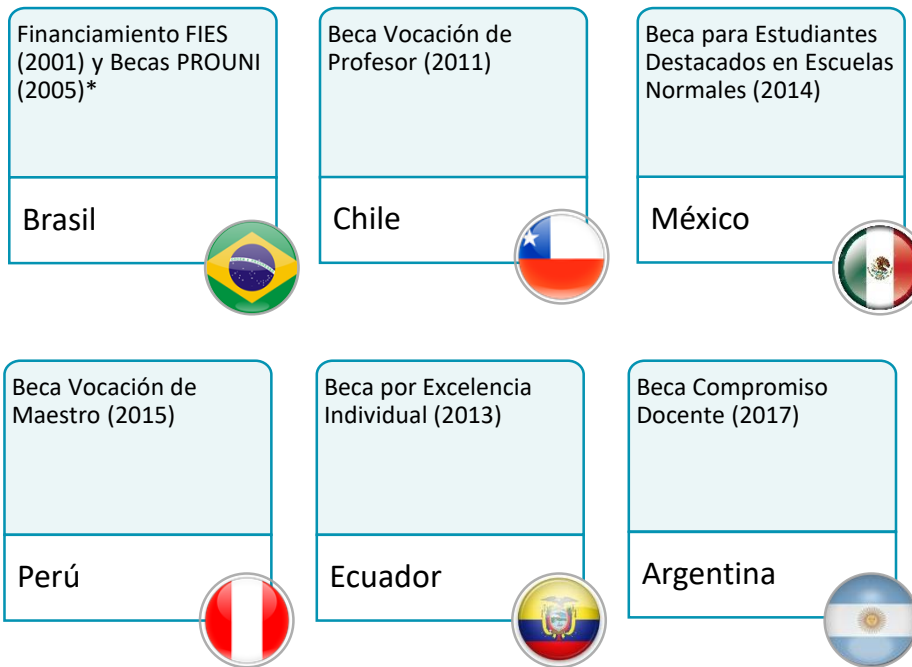 Financiamiento FIES
(2001) y Becas PROUNI
(2005)*
Brasil
Beca Vocación de
Profesor (2011)
Chile
Beca para Estudiantes
Destacados en Escuelas
Normales (2014)
México
Beca Vocación de
Maestro (2015)
Perú
Beca por Excelencia
Individual (2013)
Ecuador
Beca Compromiso
Docente (2017)
Argentina